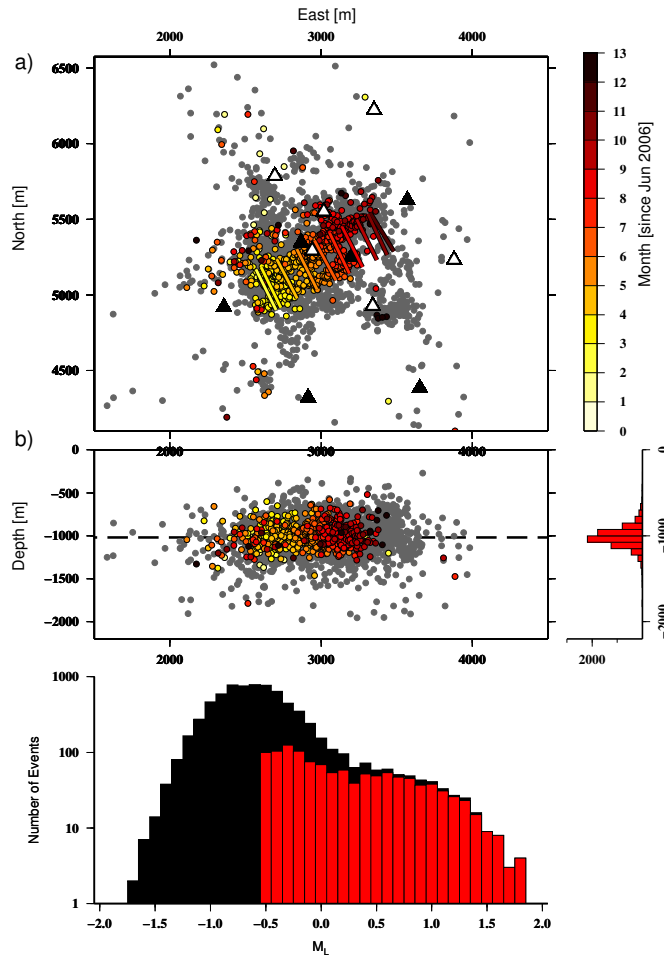 East [m]
2000 3000 4000
a)
6500
6000
5500
5000
4500
North [m]
2000 3000 4000
13
12
11
10
9
8
7
6
5
4
3
2
1
0
Month [since Jun 2006]
b)
0
−500
−1000
−1500
−2000
Depth [m]
2000 3000 4000
0
−1000
−2000
2000
1000
100
10
1
Number of Events
−2.0 −1.5 −1.0 −0.5 0.0 0.5 1.0 1.5 2.0
M_L